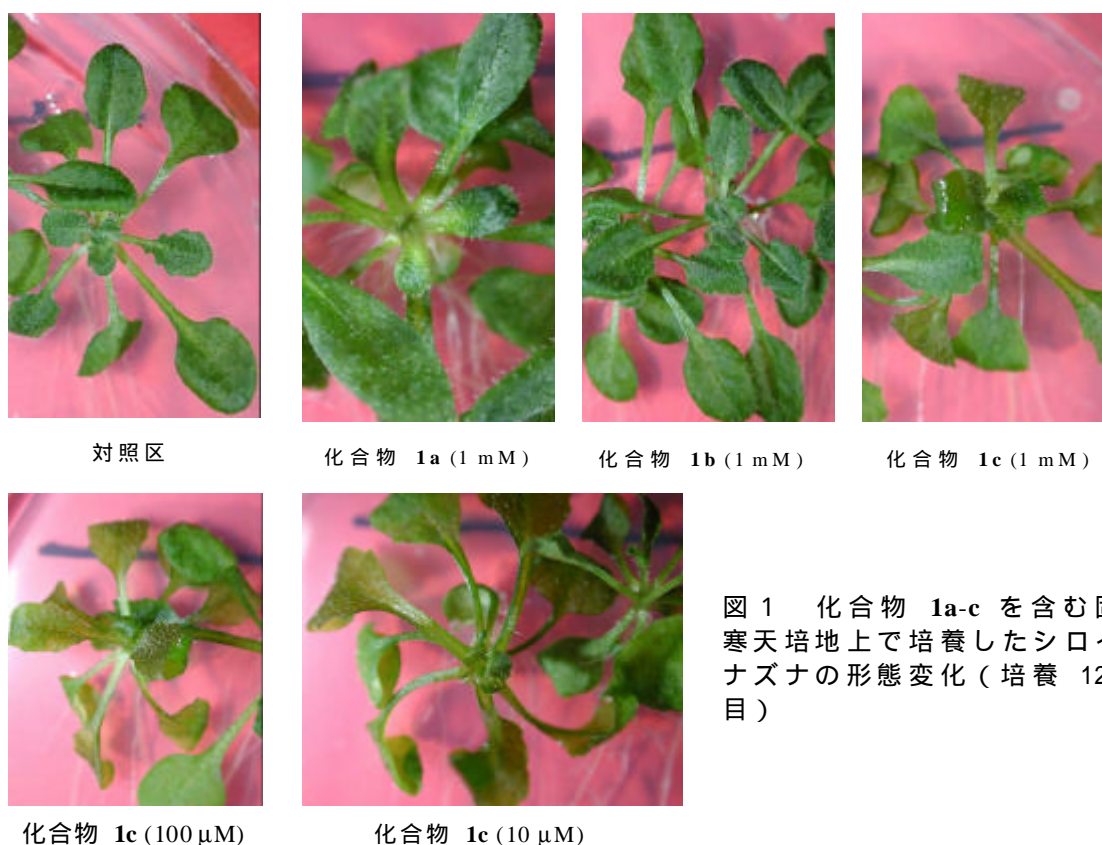 対照区
化合物 1a (1 mM)
化合物 1b (1 mM)
化合物 1c (1 mM)
化合物 1c (100 μM)
化合物 1c (10 μM)
図 1 化合物 1a-c を含む
寒天培地上で培養したシロイ
ナズナの形態変化 ( 培養 12
目 )